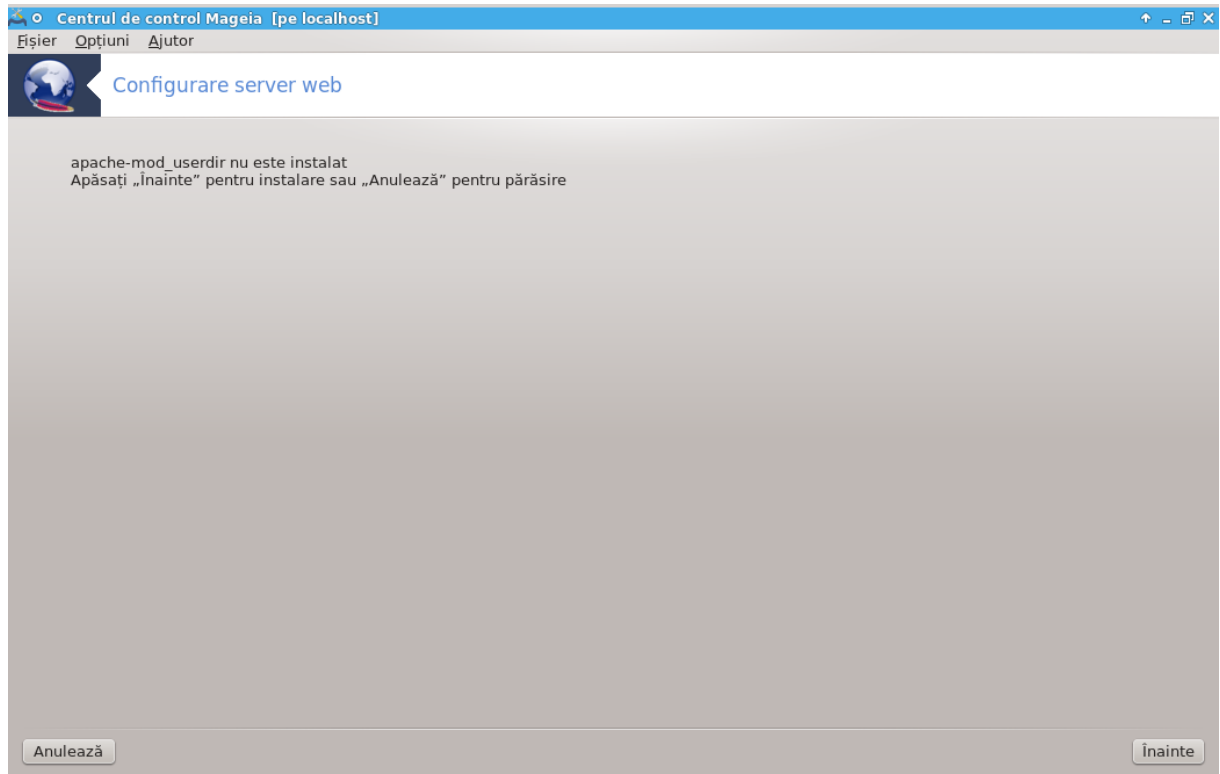 Centrul de control Mageia [pe localhost]
Fișier Opțiuni Ajutor
Configurare server web
apache-mod_userdir nu este instalat
Apăsați „Înainte” pentru instalare sau „Anulează” pentru părăsire
Anulează Înainte